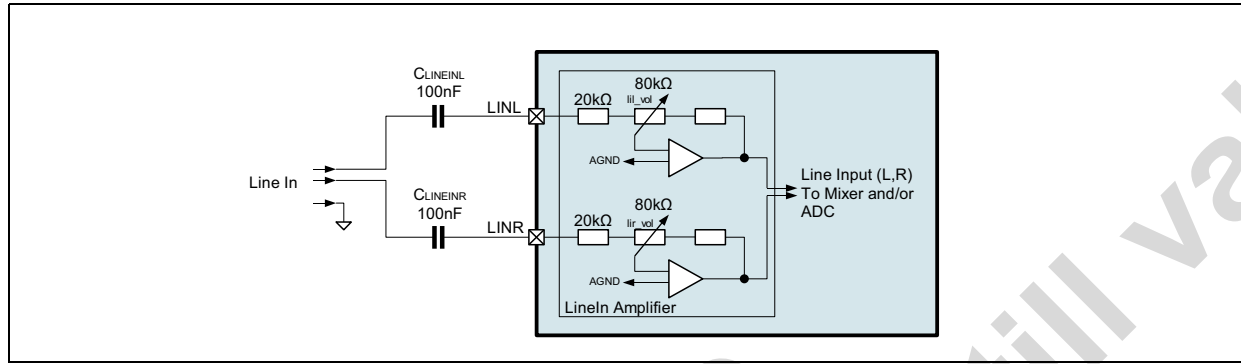 CLINEINL
100nF
LINL
20kΩ
80kΩ
lil_vol
AGND
Line In
CLINEINR
100nF
LINR
20kΩ
80kΩ
lir_vol
AGND
LineIn Amplifier
Line Input (L,R)
To Mixer and/or
ADC
till